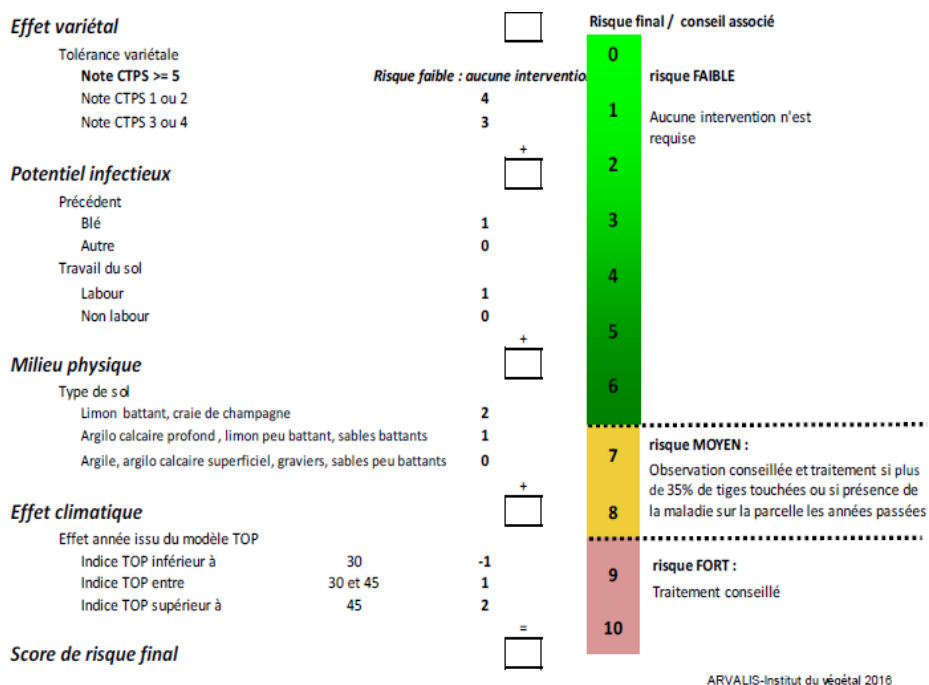 Effet variétal
Tolérance variétale
Note CTPS >= 5 Risque faible : aucune interventio
Note CTPS 1 ou 2 4
Note CTPS 3 ou 4 3
+
Potentiel infectieux
Précédent
Blé 1
Autre 0
Travail du sol
Labour 1
Non labour 0
+
Milieu physique
Type de sol
Limon battant, craie de champagne 2
Argilo calcaire profond , limon peu battant, sables battants 1
Argile, argilo calcaire superficiel, graviers, sables peu battants 0
+
Effet climatique
Effet année issu du modèle TOP
Indice TOP inférieur à 30 -1
Indice TOP entre 30 et 45 1
Indice TOP supérieur à 45 2
=
Score de risque final
Risque final / conseil associé
0
risque FAIBLE
1
Aucune intervention n'est
requise
2
3
4
5
6
risque MOYEN :
7
Observation conseillée et traitement si plus
de 35% de tiges touchées ou si présence de
8
la maladie sur la parcelle les années passées
9
risque FORT :
Traitement conseillé
10
ARVALIS-Institut du végétal 2016